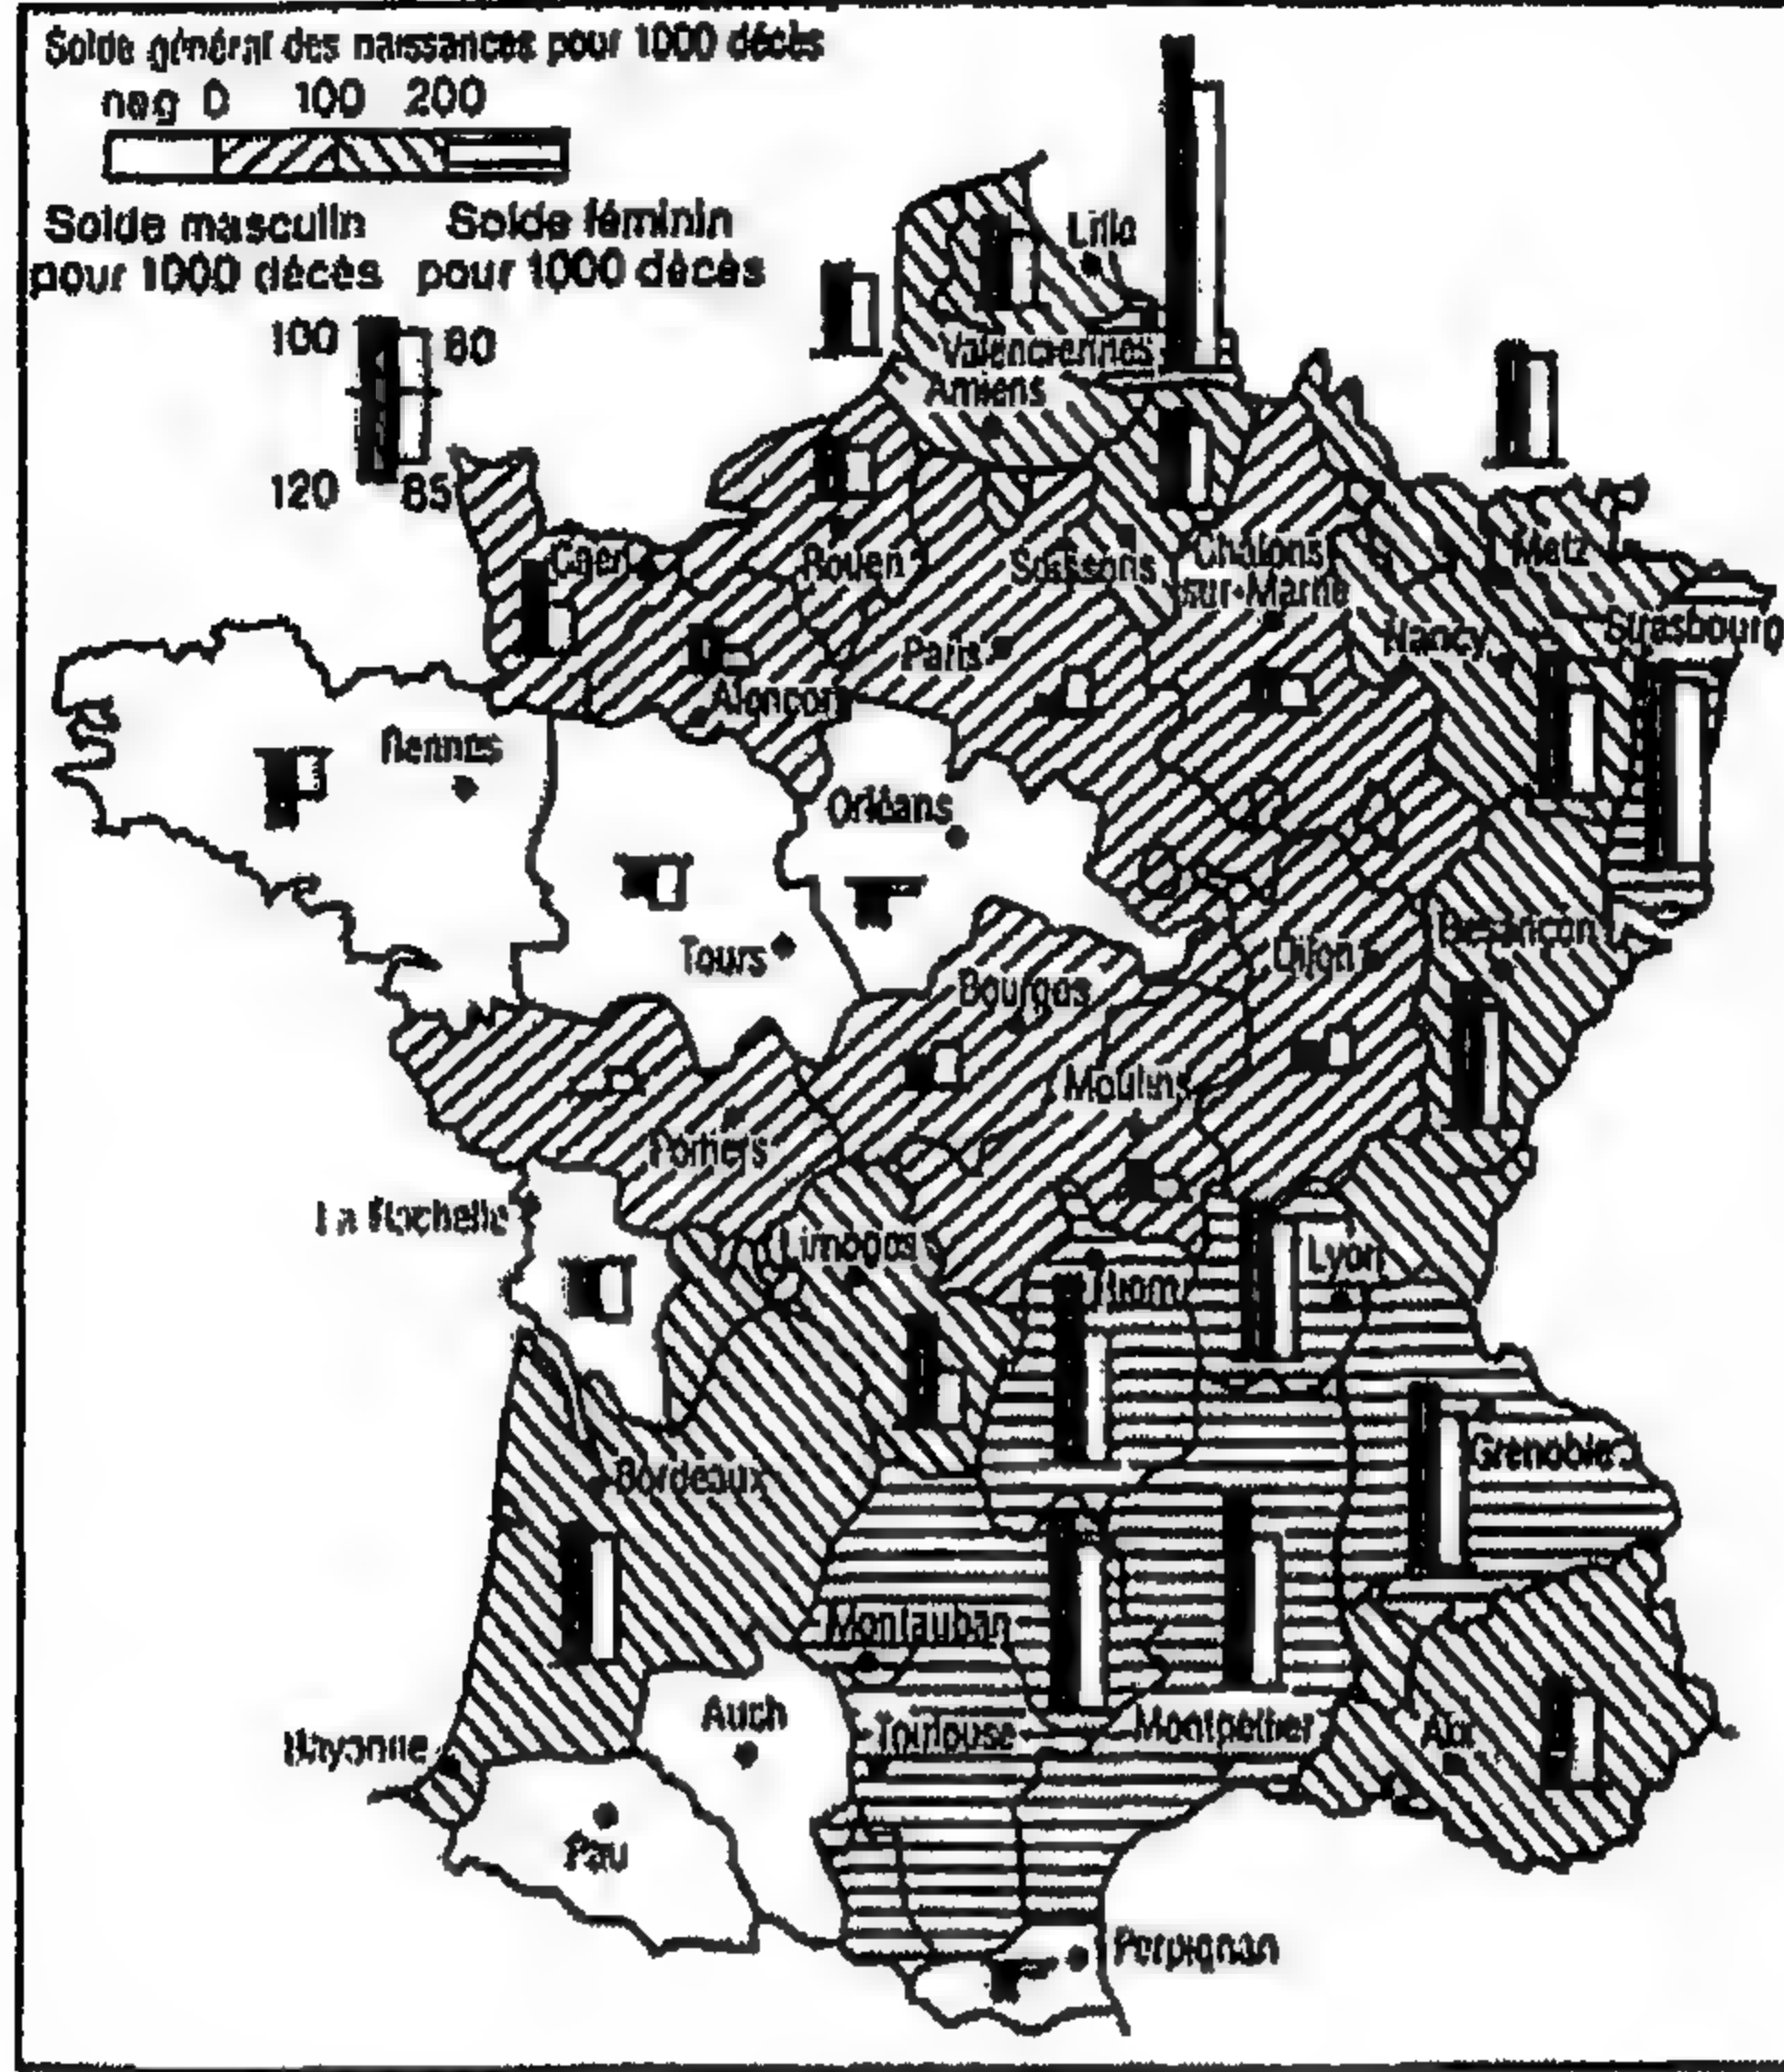 Solde général des naissances pour 1000 décès
neg 0 100 200
Solde masculin
pour 1000 décès
Solde féminin
pour 1000 décès
100
80
120
85
Lille
Valenciennes
Amiens
Caen
Rouen
Soissons
Chalons
sur-Marne
Metz
Nancy
Strasbourg
Paris
Alencon
Rennes
Orléans
Tours
Bourges
Dijon
Besancon
Moulins
Poitiers
La Rochelle
Limoges
Riom
Lyon
Grenoble
Bordeaux
Montauban
Auch
Toulouse
Montpellier
Aix
Bayonne
Pau
Perpignan